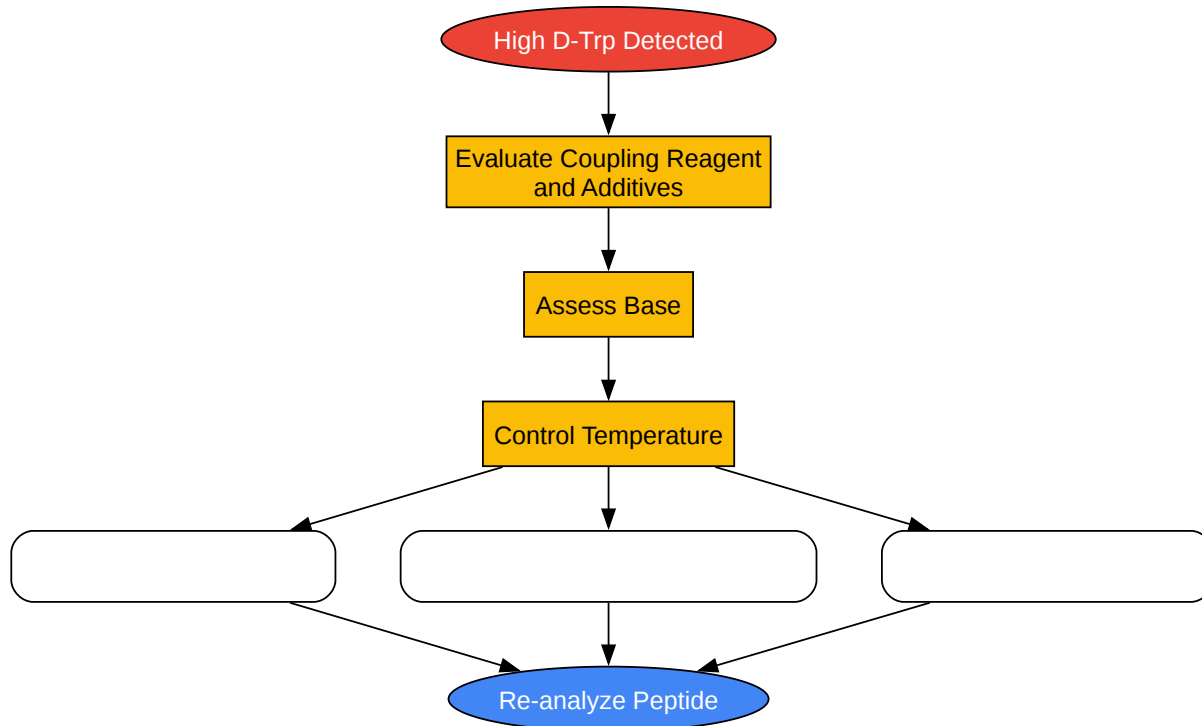 High D-Trp Detected
Evaluate Coupling Reagent
and Additives
Assess Base
Control Temperature
Re-analyze Peptide